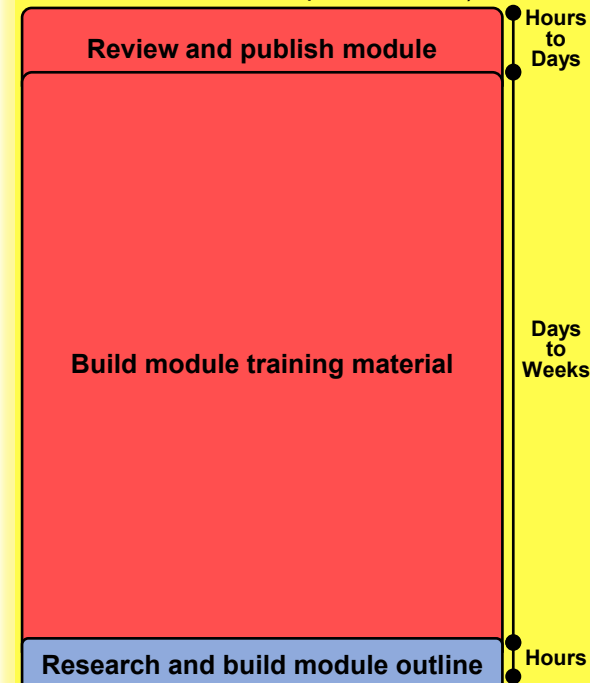 Review and publish module
Hours
to
Days
Build module training material
Days
to
Weeks
Research and build module outline
Hours